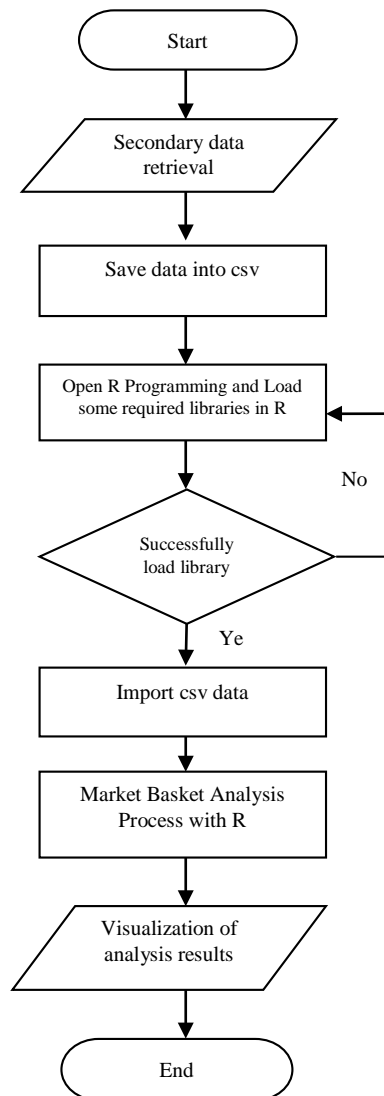 Start
Secondary data
retrieval
Save data into csv
Open R Programming and Load
some required libraries in R
No
Successfully
load library
Ye
Import csv data
Market Basket Analysis
Process with R
Visualization of
analysis results
End